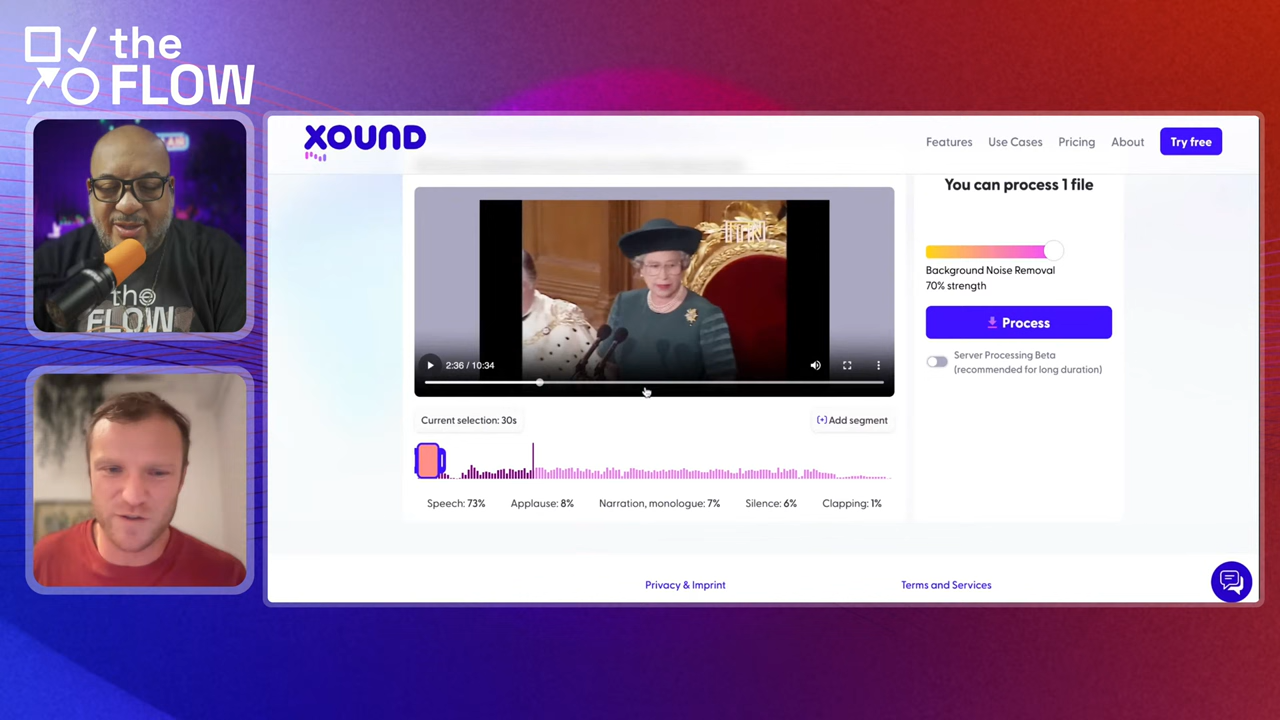 the
FLOW
XOUND
Features
Use Cases
Pricing
About
Try free
You can process 1 file
ITN
2:36 / 10:34
Background Noise Removal
70% strength
Process
Server Processing Beta
(recommended for long duration)
Current selection: 30s
Add segment
Speech: 73%
Applause: 8%
Narration, monologue: 7%
Silence: 6%
Clapping: 1%
Privacy & Imprint
Terms and Services
the
FLOW